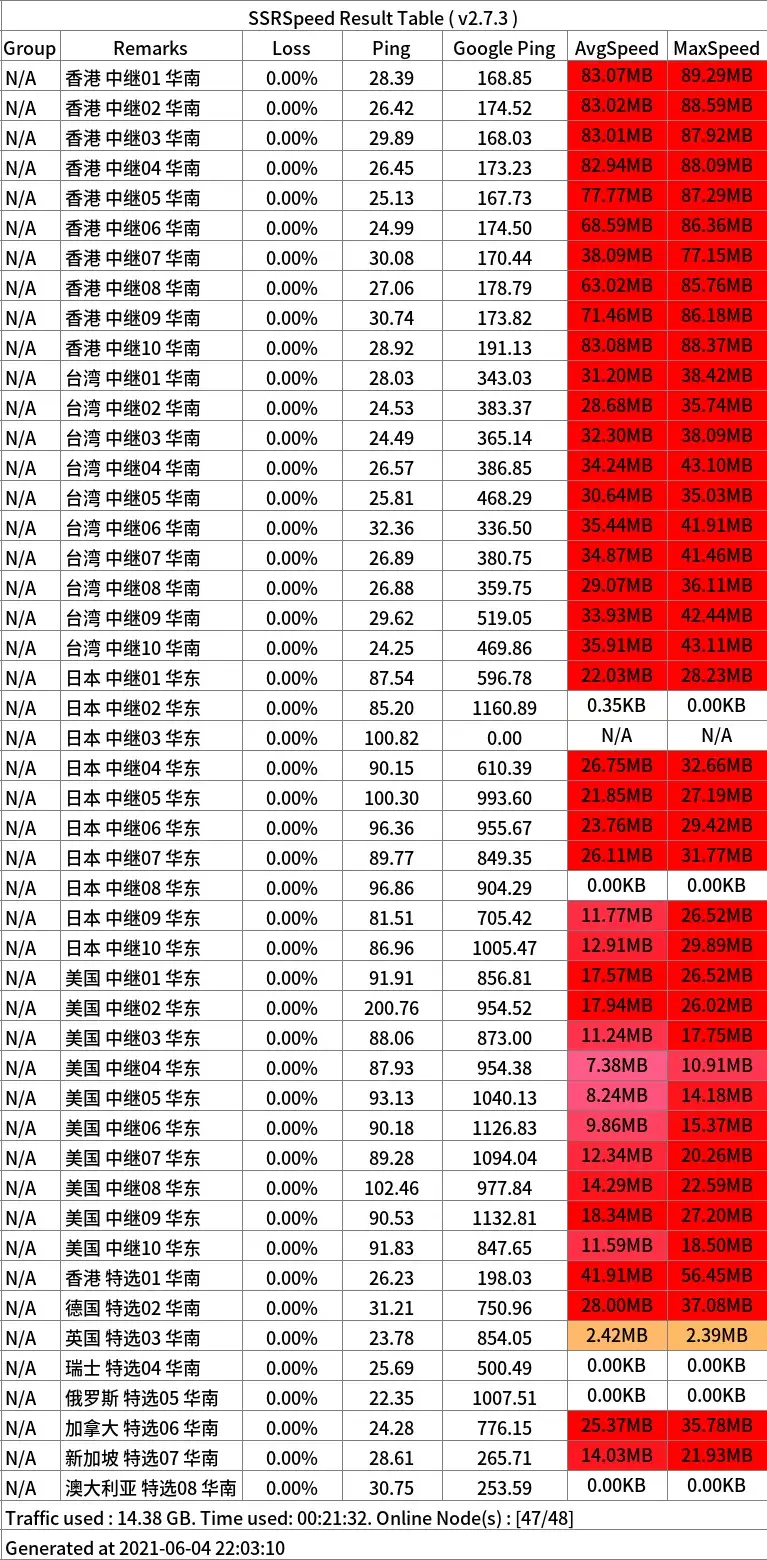 SSRSpeed Result Table ( v2.7.3 )
Group Remarks Loss Ping Google Ping AvgSpeed MaxSpeed
N/A 香港 中继01 华南 0.00% 28.39 168.85 83.07MB 89.29MB
N/A 香港 中继02 华南 0.00% 26.42 174.52 83.02MB 88.59MB
N/A 香港 中继03 华南 0.00% 29.89 168.03 83.01MB 87.92MB
N/A 香港 中继04 华南 0.00% 26.45 173.23 82.94MB 88.09MB
N/A 香港 中继05 华南 0.00% 25.13 167.73 77.77MB 87.29MB
N/A 香港 中继06 华南 0.00% 24.99 174.50 68.59MB 86.36MB
N/A 香港 中继07 华南 0.00% 30.08 170.44 38.09MB 77.15MB
N/A 香港 中继08 华南 0.00% 27.06 178.79 63.02MB 85.76MB
N/A 香港 中继09 华南 0.00% 30.74 173.82 71.46MB 86.18MB
N/A 香港 中继10 华南 0.00% 28.92 191.13 83.08MB 88.37MB
N/A 台湾 中继01 华南 0.00% 28.03 343.03 31.20MB 38.42MB
N/A 台湾 中继02 华南 0.00% 24.53 383.37 28.68MB 35.74MB
N/A 台湾 中继03 华南 0.00% 24.49 365.14 32.30MB 38.09MB
N/A 台湾 中继04 华南 0.00% 26.57 386.85 34.24MB 43.10MB
N/A 台湾 中继05 华南 0.00% 25.81 468.29 30.64MB 35.03MB
N/A 台湾 中继06 华南 0.00% 32.36 336.50 35.44MB 41.91MB
N/A 台湾 中继07 华南 0.00% 26.89 380.75 34.87MB 41.46MB
N/A 台湾 中继08 华南 0.00% 26.88 359.75 29.07MB 36.11MB
N/A 台湾 中继09 华南 0.00% 29.62 519.05 33.93MB 42.44MB
N/A 台湾 中继10 华南 0.00% 24.25 469.86 35.91MB 43.11MB
N/A 日本 中继01 华东 0.00% 87.54 596.78 22.03MB 28.23MB
N/A 日本 中继02 华东 0.00% 85.20 1160.89 0.35KB 0.00KB
N/A 日本 中继03 华东 0.00% 100.82 0.00 N/A N/A
N/A 日本 中继04 华东 0.00% 90.15 610.39 26.75MB 32.66MB
N/A 日本 中继05 华东 0.00% 100.30 993.60 21.85MB 27.19MB
N/A 日本 中继06 华东 0.00% 96.36 955.67 23.76MB 29.42MB
N/A 日本 中继07 华东 0.00% 89.77 849.35 26.11MB 31.77MB
N/A 日本 中继08 华东 0.00% 96.86 904.29 0.00KB 0.00KB
N/A 日本 中继09 华东 0.00% 81.51 705.42 11.77MB 26.52MB
N/A 日本 中继10 华东 0.00% 86.96 1005.47 12.91MB 29.89MB
N/A 美国 中继01 华东 0.00% 91.91 856.81 17.57MB 26.52MB
N/A 美国 中继02 华东 0.00% 200.76 954.52 17.94MB 26.02MB
N/A 美国 中继03 华东 0.00% 88.06 873.00 11.24MB 17.75MB
N/A 美国 中继04 华东 0.00% 87.93 954.38 7.38MB 10.91MB
N/A 美国 中继05 华东 0.00% 93.13 1040.13 8.24MB 14.18MB
N/A 美国 中继06 华东 0.00% 90.18 1126.83 9.86MB 15.37MB
N/A 美国 中继07 华东 0.00% 89.28 1094.04 12.34MB 20.26MB
N/A 美国 中继08 华东 0.00% 102.46 977.84 14.29MB 22.59MB
N/A 美国 中继09 华东 0.00% 90.53 1132.81 18.34MB 27.20MB
N/A 美国 中继10 华东 0.00% 91.83 847.65 11.59MB 18.50MB
N/A 香港 特选01 华南 0.00% 26.23 198.03 41.91MB 56.45MB
N/A 德国 特选02 华南 0.00% 31.21 750.96 28.00MB 37.08MB
N/A 英国 特选03 华南 0.00% 23.78 854.05 2.42MB 2.39MB
N/A 瑞士 特选04 华南 0.00% 25.69 500.49 0.00KB 0.00KB
N/A 俄罗斯 特选05 华南 0.00% 22.35 1007.51 0.00KB 0.00KB
N/A 加拿大 特选06 华南 0.00% 24.28 776.15 25.37MB 35.78MB
N/A 新加坡 特选07 华南 0.00% 28.61 265.71 14.03MB 21.93MB
N/A 澳大利亚 特选08 华南 0.00% 30.75 253.59 0.00KB 0.00KB
Traffic used : 14.38 GB. Time used: 00:21:32. Online Node(s) : [47/48]
Generated at 2021-06-04 22:03:10